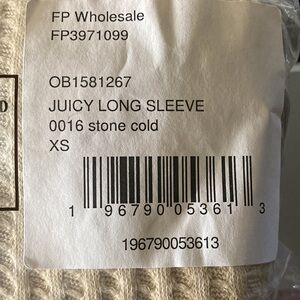 FP Wholesale
FP3971099
OB1581267
JUICY LONG SLEEVE
0016 stone cold
XS
1 96790 05361 3
196790053613